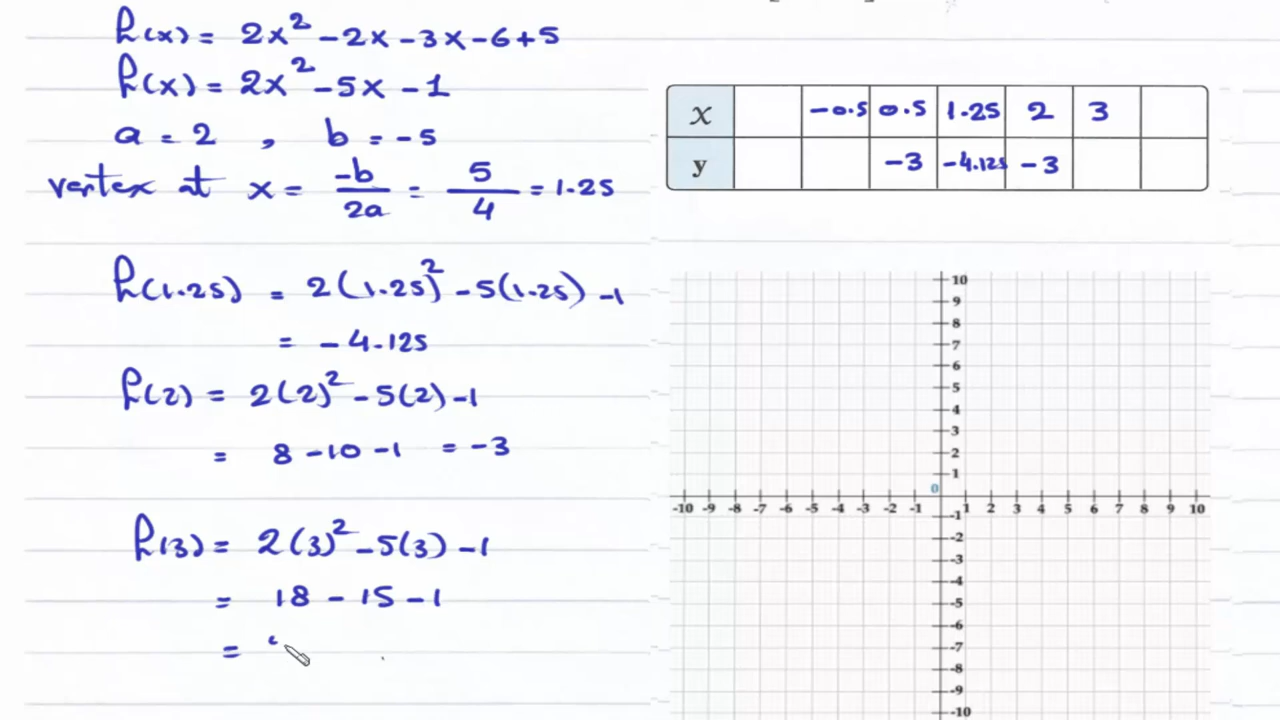 h(x) = 2x² -2x -3x -6+5
h(x) = 2x² -5x -1
a = 2 , b = -5
vertex at x = -b/2a = 5/4 = 1.25
h(1.25) = 2(1.25)² -5(1.25) -1
= -4.125
h(2) = 2(2)² -5(2) -1
= 8 -10 -1 = -3
h(3) = 2(3)² -5(3) -1
= 18 - 15 -1
=
x -0.5 0.5 1.25 2 3
y -3 -4.125 -3
10
9
8
7
6
5
4
3
2
1
0
-10 -9 -8 -7 -6 -5 -4 -3 -2 -1 1 2 3 4 5 6 7 8 9 10
-1
-2
-3
-4
-5
-6
-7
-8
-9
-10